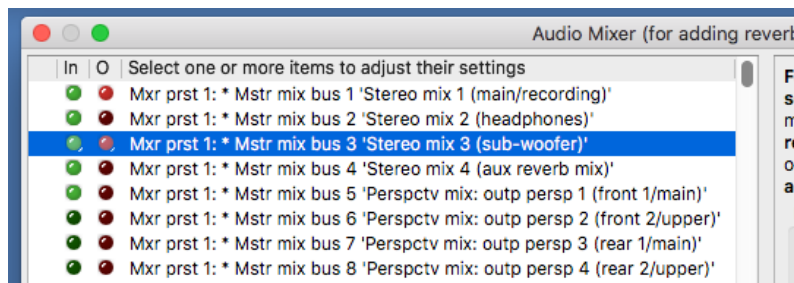 Audio Mixer (for adding reverb
In O Select one or more items to adjust their settings
Mxr prst 1: * Mstr mix bus 1 'Stereo mix 1 (main/recording)'
Mxr prst 1: * Mstr mix bus 2 'Stereo mix 2 (headphones)'
Mxr prst 1: * Mstr mix bus 3 'Stereo mix 3 (sub-woofer)'
Mxr prst 1: * Mstr mix bus 4 'Stereo mix 4 (aux reverb mix)'
Mxr prst 1: * Mstr mix bus 5 'Perspctv mix: outp persp 1 (front 1/main)'
Mxr prst 1: * Mstr mix bus 6 'Perspctv mix: outp persp 2 (front 2/upper)'
Mxr prst 1: * Mstr mix bus 7 'Perspctv mix: outp persp 3 (rear 1/main)'
Mxr prst 1: * Mstr mix bus 8 'Perspctv mix: outp persp 4 (rear 2/upper)'